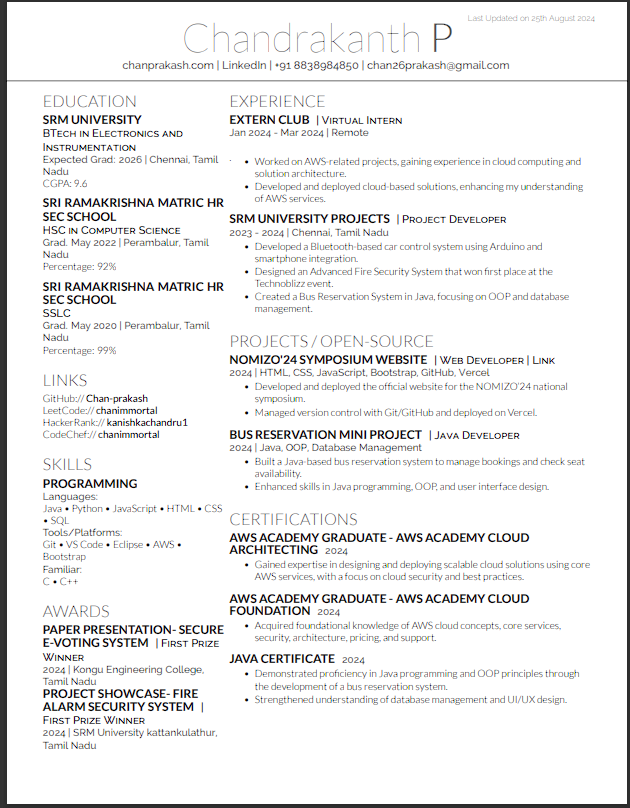 Last Updated on 25th August 2024
Chandrakanth P
chanprakash.com | LinkedIn | +91 8838984850 | chan26prakash@gmail.com
EDUCATION
SRM UNIVERSITY
BTech in Electronics and
Instrumentation
Expected Grad: 2026 | Chennai, Tamil
Nadu
CGPA: 9.6
SRI RAMAKRISHNA MATRIC HR
SEC SCHOOL
HSC in Computer Science
Grad. May 2022 | Perambalur, Tamil
Nadu
Percentage: 92%
SRI RAMAKRISHNA MATRIC HR
SEC SCHOOL
SSLC
Grad. May 2020 | Perambalur, Tamil
Nadu
Percentage: 99%
LINKS
GitHub:// Chan-prakash
LeetCode:// chanimmortal
HackerRank:// kanishkachandru1
CodeChef:// chanimmortal
SKILLS
PROGRAMMING
Languages:
Java • Python • JavaScript • HTML • CSS
• SQL
Tools/Platforms:
Git • VS Code • Eclipse • AWS •
Bootstrap
Familiar:
C • C++
AWARDS
PAPER PRESENTATION- SECURE
E-VOTING SYSTEM | First Prize
Winner
2024 | Kongu Engineering College,
Tamil Nadu
PROJECT SHOWCASE- FIRE
ALARM SECURITY SYSTEM |
First Prize Winner
2024 | SRM University kattankulathur,
Tamil Nadu
EXPERIENCE
EXTERN CLUB | Virtual Intern
Jan 2024 - Mar 2024 | Remote
• Worked on AWS-related projects, gaining experience in cloud computing and
solution architecture.
• Developed and deployed cloud-based solutions, enhancing my understanding
of AWS services.
SRM UNIVERSITY PROJECTS | Project Developer
2023 - 2024 | Chennai, Tamil Nadu
• Developed a Bluetooth-based car control system using Arduino and
smartphone integration.
• Designed an Advanced Fire Security System that won first place at the
Technoblizz event.
• Created a Bus Reservation System in Java, focusing on OOP and database
management.
PROJECTS / OPEN-SOURCE
NOMIZO'24 SYMPOSIUM WEBSITE | Web Developer | Link
2024 | HTML, CSS, JavaScript, Bootstrap, GitHub, Vercel
• Developed and deployed the official website for the NOMIZO'24 national
symposium.
• Managed version control with Git/GitHub and deployed on Vercel.
BUS RESERVATION MINI PROJECT | Java Developer
2024 | Java, OOP, Database Management
• Built a Java-based bus reservation system to manage bookings and check seat
availability.
• Enhanced skills in Java programming, OOP, and user interface design.
CERTIFICATIONS
AWS ACADEMY GRADUATE - AWS ACADEMY CLOUD
ARCHITECTING 2024
• Gained expertise in designing and deploying scalable cloud solutions using core
AWS services, with a focus on cloud security and best practices.
AWS ACADEMY GRADUATE - AWS ACADEMY CLOUD
FOUNDATION 2024
• Acquired foundational knowledge of AWS cloud concepts, core services,
security, architecture, pricing, and support.
JAVA CERTIFICATE 2024
• Demonstrated proficiency in Java programming and OOP principles through
the development of a bus reservation system.
• Strengthened understanding of database management and UI/UX design.